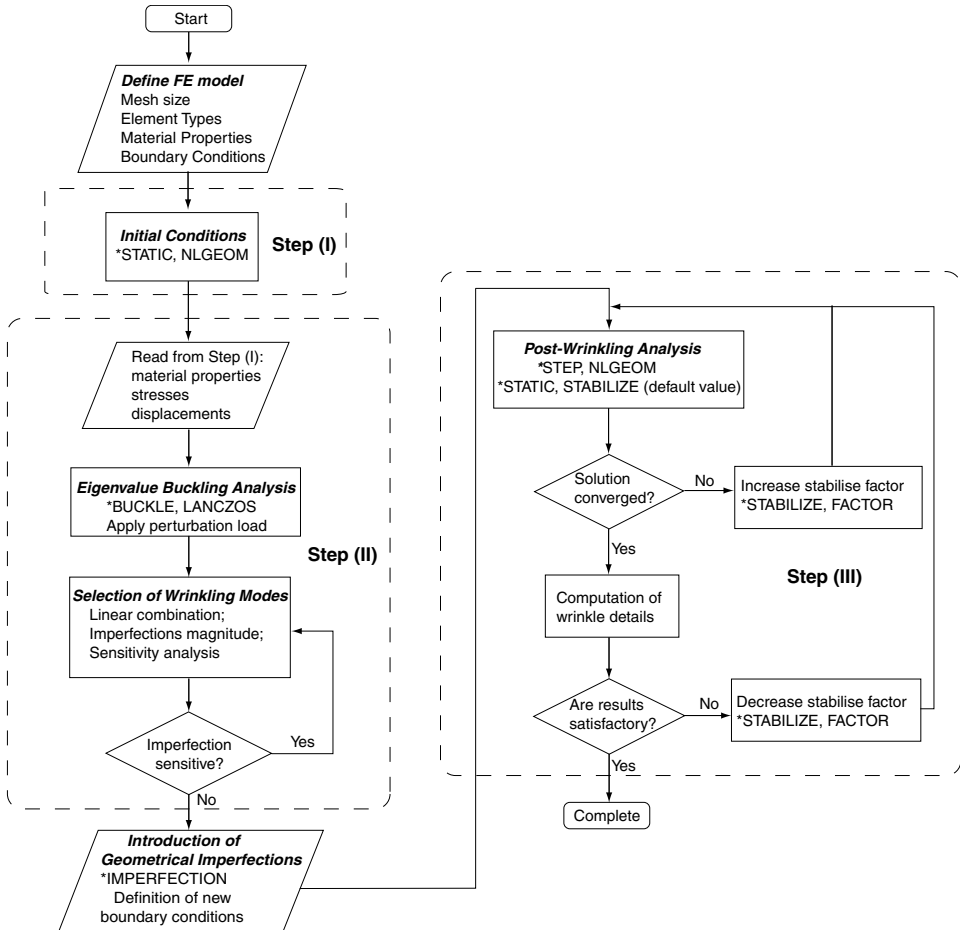 Start
Define FE model
Mesh size
Element Types
Material Properties
Boundary Conditions
Initial Conditions
*STATIC, NLGEOM
Step (I)
Read from Step (I):
material properties
stresses
displacements
Eigenvalue Buckling Analysis
*BUCKLE, LANCZOS
Apply perturbation load
Step (II)
Selection of Wrinkling Modes
Linear combination;
Imperfections magnitude;
Sensitivity analysis
Imperfection
sensitive?
Yes
No
Introduction of
Geometrical Imperfections
*IMPERFECTION
Definition of new
boundary conditions
Post-Wrinkling Analysis
*STEP, NLGEOM
*STATIC, STABILIZE (default value)
Solution
converged?
No
Increase stabilise factor
*STABILIZE, FACTOR
Yes
Step (III)
Computation of
wrinkle details
Are results
satisfactory?
No
Decrease stabilise factor
*STABILIZE, FACTOR
Yes
Complete